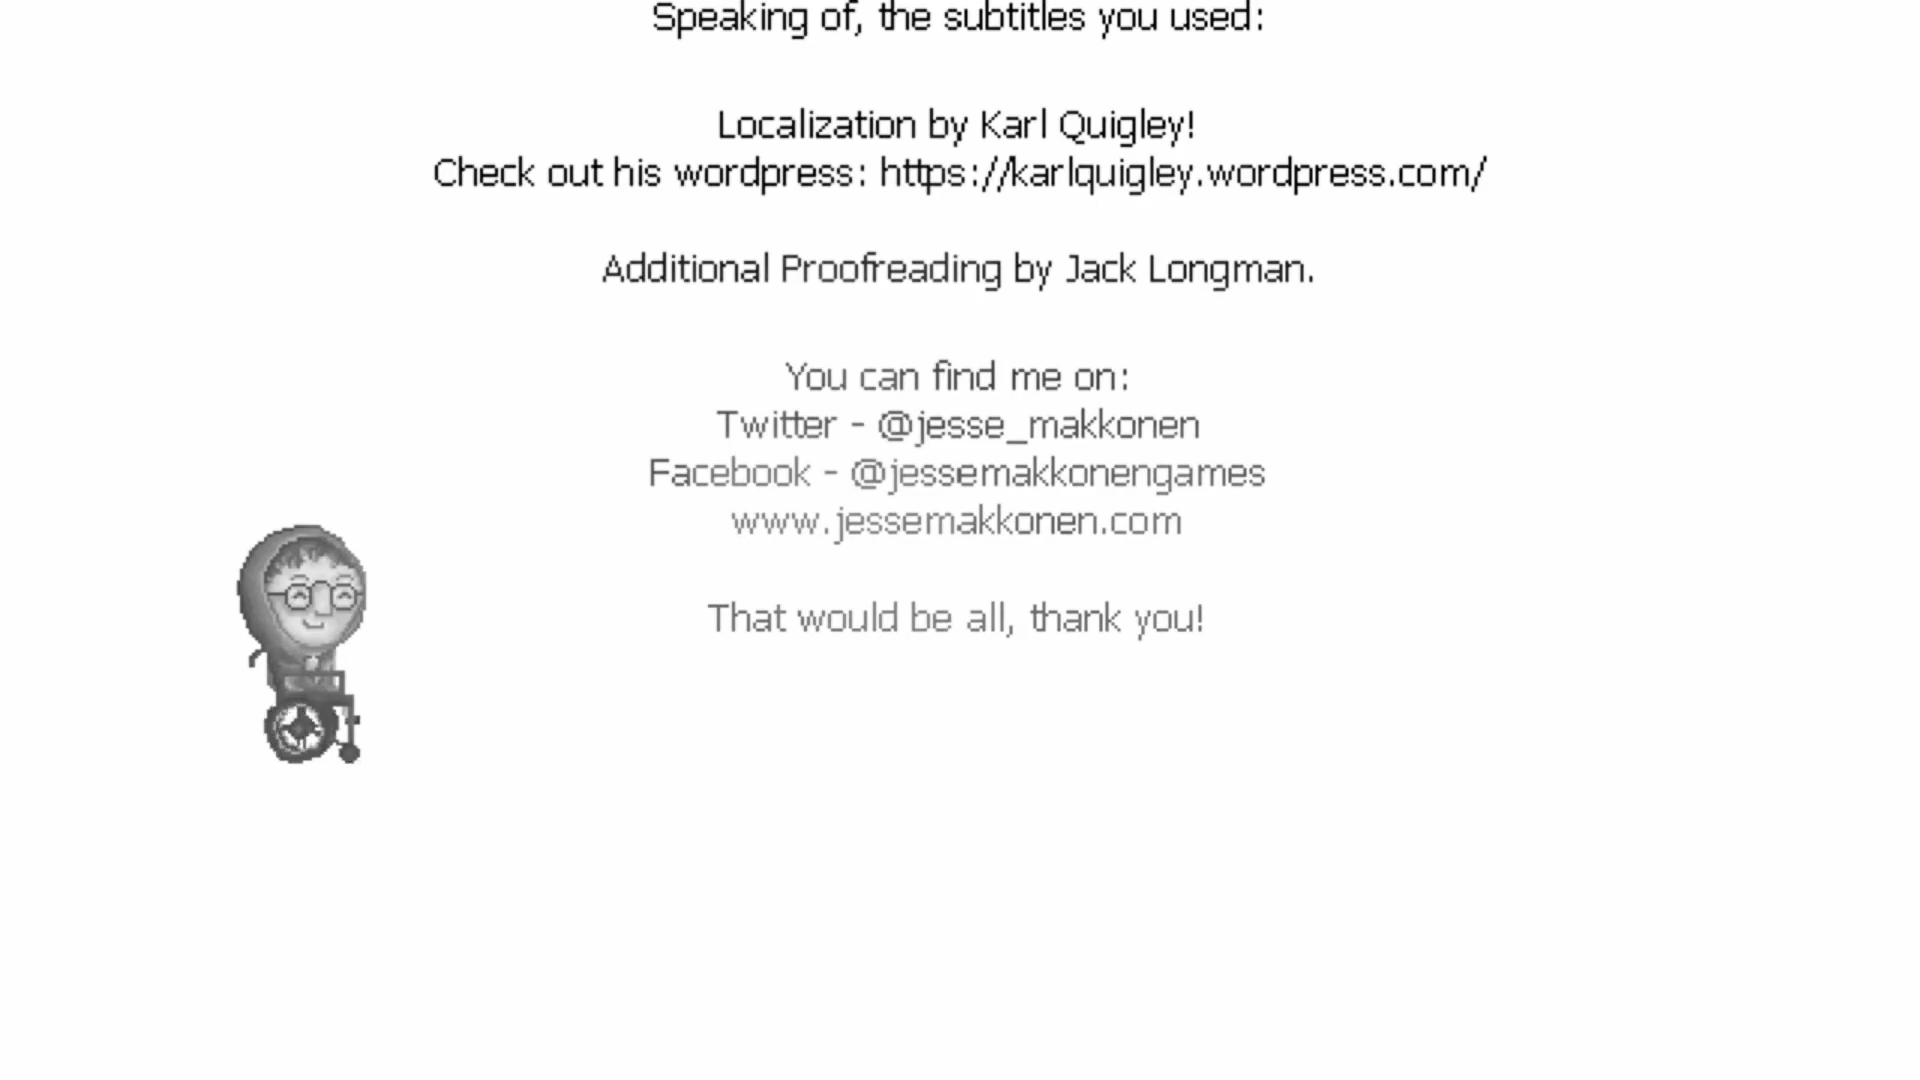 Speaking of, the subtitles you used:
Localization by Karl Quigley!
Check out his wordpress: https://karlquigley.wordpress.com/
Additional Proofreading by Jack Longman.
You can find me on:
Twitter - @jesse_makkonen
Facebook - @jessemakkonengames
www.jessemakkonen.com
That would be all, thank you!